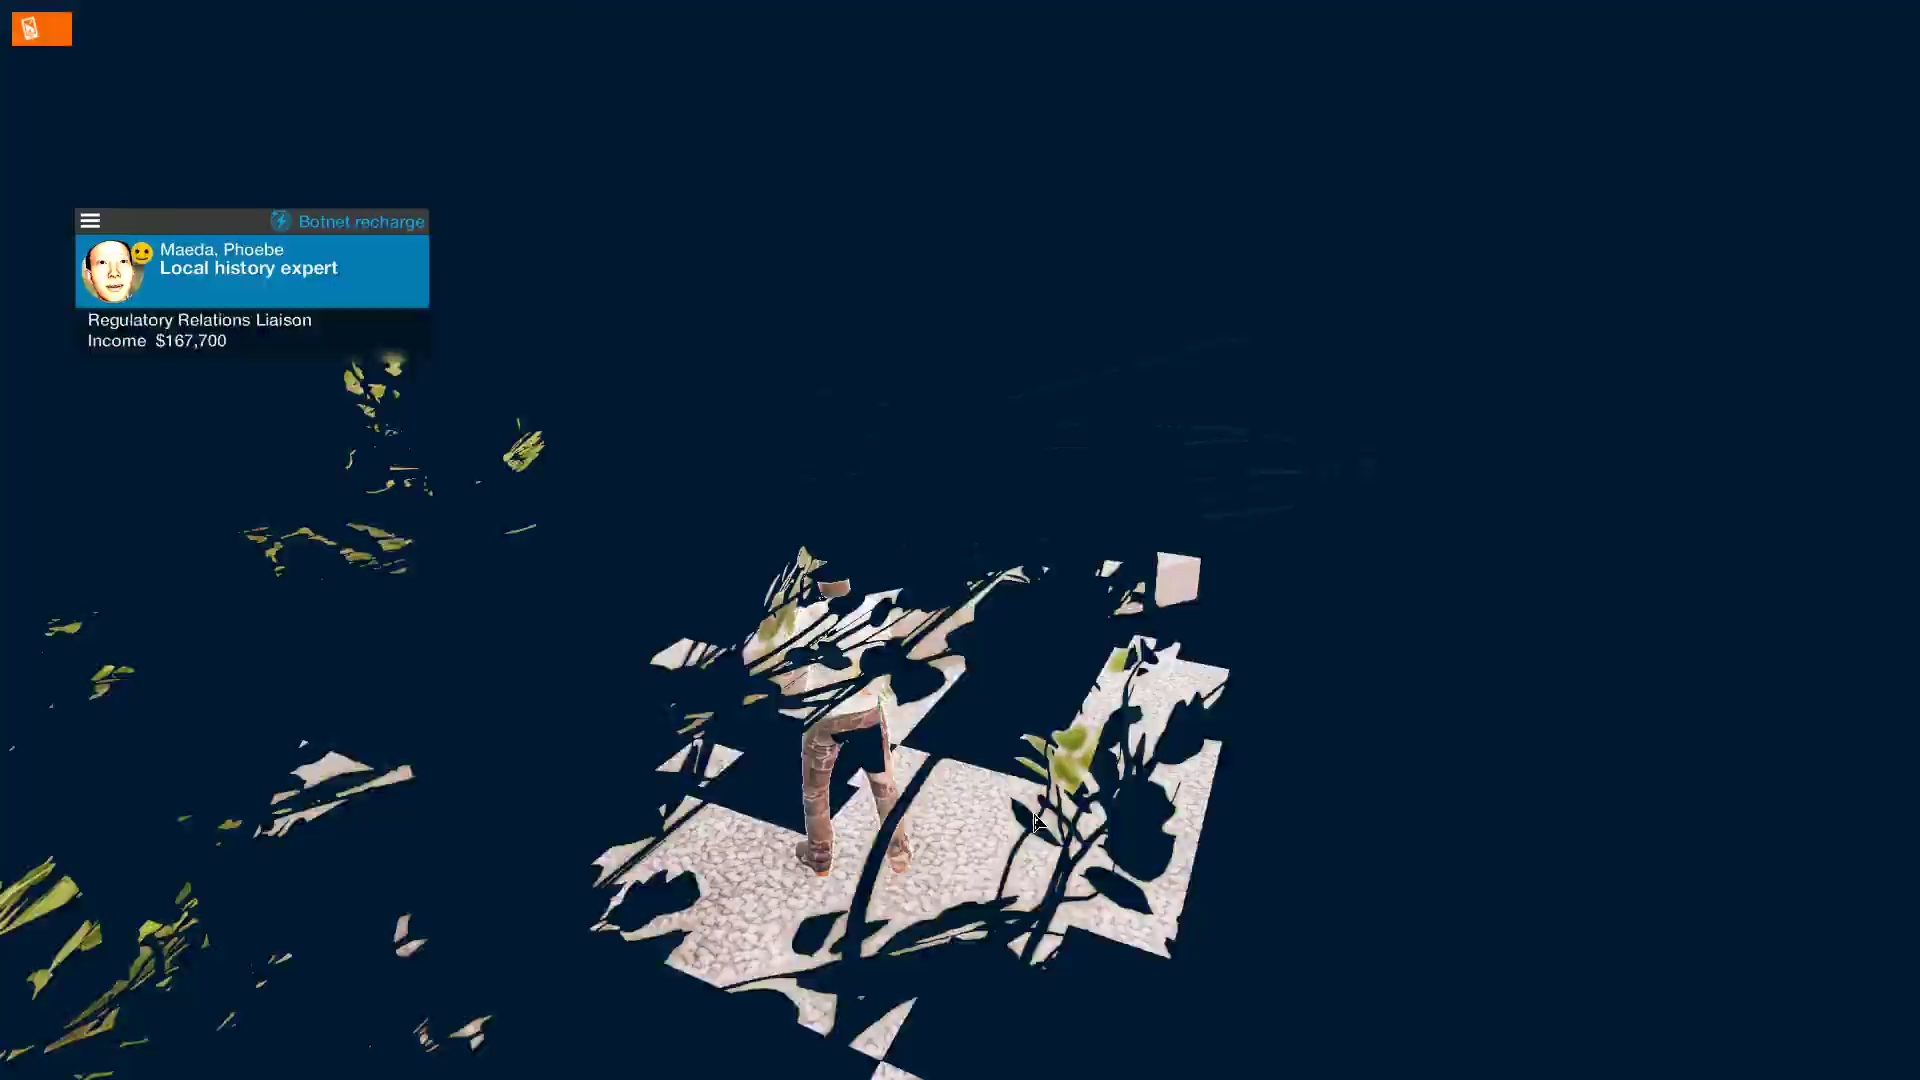 Botnet recharge
Maeda, Phoebe
Local history expert
Regulatory Relations Liaison
Income $167,700